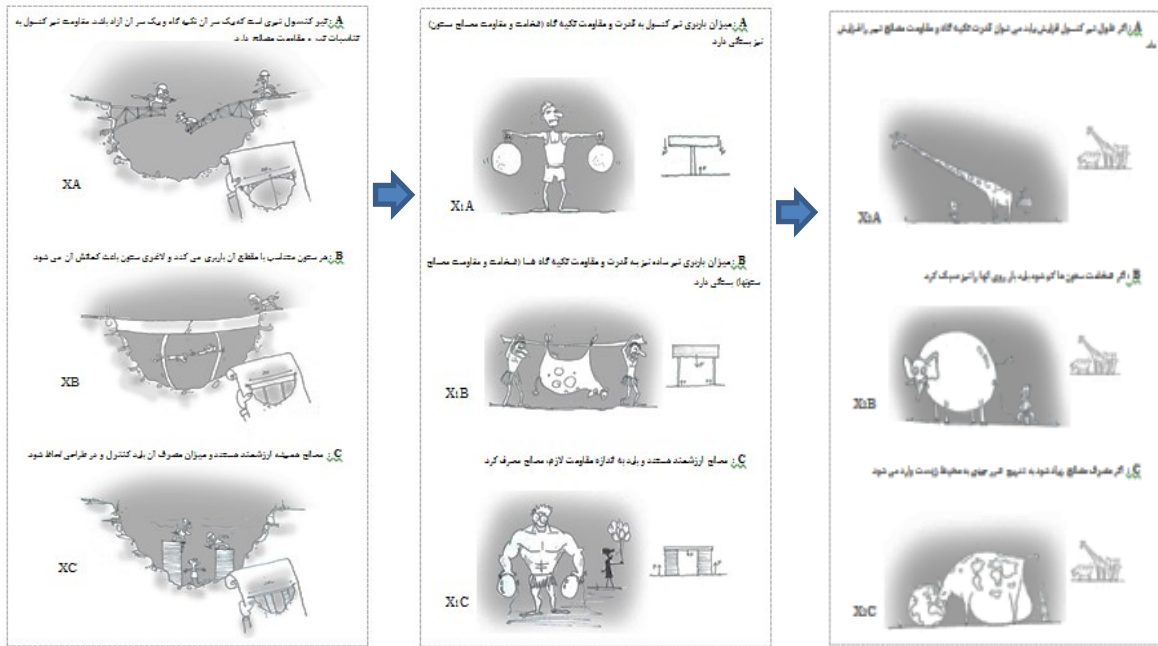 A: تیر کنسول تیری است که یک سر آن تکیه گاه و یک سر آن آزاد باشد. مقاومت تیر کنسول به
تناسبات تیر و مقاومت مصالح دارد.
XA
B: هر ستون متناسب با مقطع آن باربری می کند و لاغری ستون باعث کمانش آن می شود
XB
C: مصالح همیشه ارزشمند هستند و میزان مصرف آن باید کنترل و در طراحی لحاظ شود.
XC
A: میزان باربری تیر کنسول به قدرت و مقاومت تکیه گاه (ضخامت و مقاومت مصالح ستون)
نیز بستگی دارد.
X1A
B: میزان باربری تیر ساده نیز به قدرت و مقاومت تکیه گاه ها (ضخامت و مقاومت مصالح
ستونها) بستگی دارد.
X1B
C: مصالح ارزشمند هستند و باید به اندازه مقاومت لازم، مصالح مصرف کرد.
X1C
A: اگر طول تیر کنسول افزایش یابد می توان قدرت تکیه گاه و مقاومت مصالح تیر را افزایش
داد.
B: اگر ضخامت ستون ها کم شود باید بار روی آنها را نیز سبک کرد.
C: اگر مصرف مصالح زیاد شود به تدریج ضرر جدی به محیط زیست وارد می شود